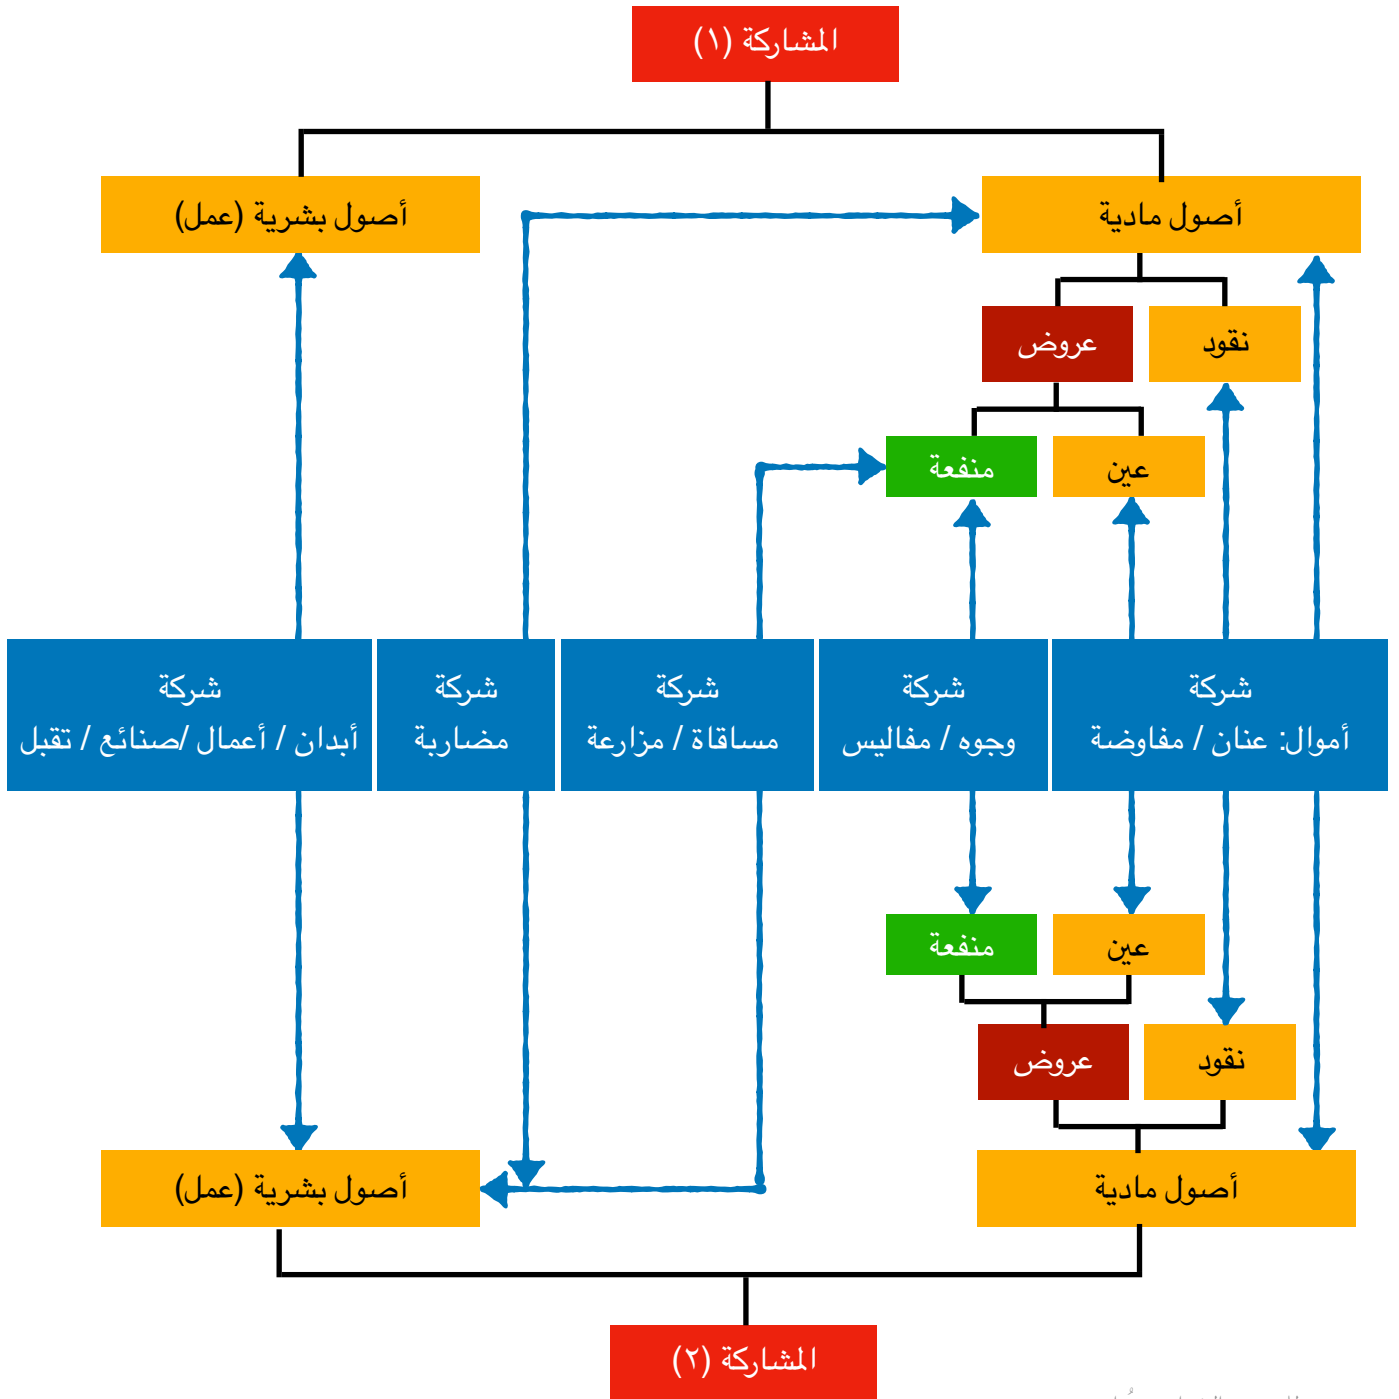 المشاركة (١)
أصول مادية
أصول بشرية (عمل)
نقود
عروض
عين
منفعة
شركة
أموال: عنان / مفاوضة
شركة
وجوه / مفاليس
شركة
مساقاة / مزارعة
شركة
مضاربة
شركة
أبدان / أعمال /صنائع / تقبل
عين
منفعة
نقود
عروض
أصول مادية
أصول بشرية (عمل)
المشاركة (٢)